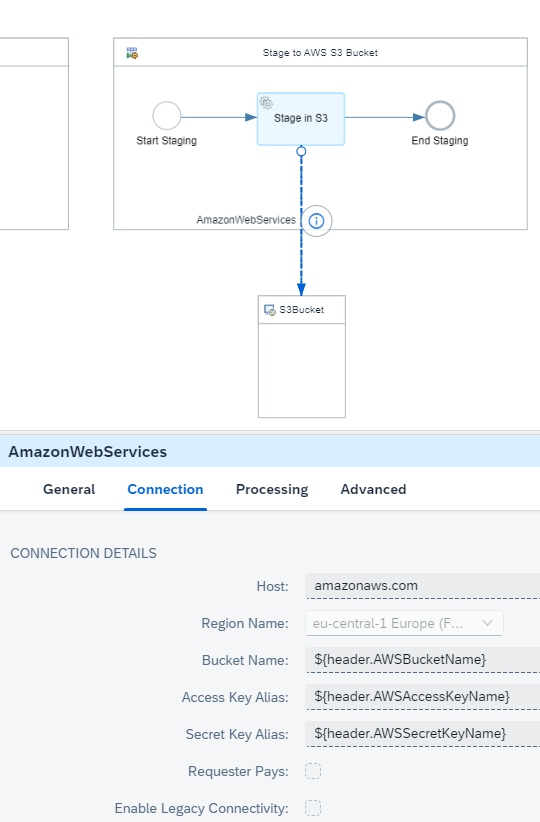 Stage to AWS S3 Bucket
Stage in S3
Start Staging
End Staging
AmazonWebServices
S3Bucket
AmazonWebServices
General Connection Processing Advanced
CONNECTION DETAILS
Host: amazonaws.com
Region Name: eu-central-1 Europe (F...
Bucket Name: ${header.AWSBucketName}
Access Key Alias: ${header.AWSAccessKeyName}
Secret Key Alias: ${header.AWSSecretKeyName}
Requester Pays:
Enable Legacy Connectivity: